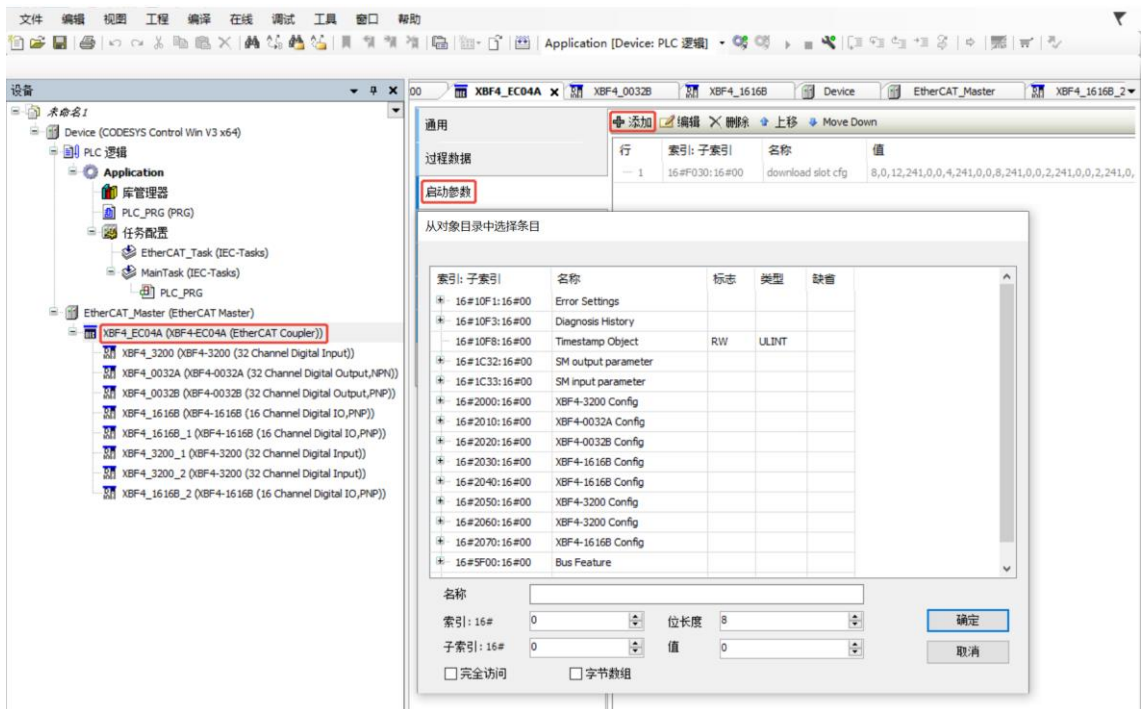 文件 编辑 视图 工程 编译 在线 调试 工具 窗口 帮助
Application [Device: PLC 逻辑]
设备
未命名1
Device (CODESYS Control Win V3 x64)
PLC 逻辑
Application
库管理器
PLC_PRG (PRG)
任务配置
EtherCAT_Task (IEC-Tasks)
MainTask (IEC-Tasks)
PLC_PRG
EtherCAT_Master (EtherCAT Master)
XBF4_EC04A (XBF4-EC04A (EtherCAT Coupler))
XBF4_3200 (XBF4-3200 (32 Channel Digital Input))
XBF4_0032A (XBF4-0032A (32 Channel Digital Output,NPN))
XBF4_0032B (XBF4-0032B (32 Channel Digital Output,PNP))
XBF4_1616B (XBF4-1616B (16 Channel Digital IO,PNP))
XBF4_1616B_1 (XBF4-1616B (16 Channel Digital IO,PNP))
XBF4_3200_1 (XBF4-3200 (32 Channel Digital Input))
XBF4_3200_2 (XBF4-3200 (32 Channel Digital Input))
XBF4_1616B_2 (XBF4-1616B (16 Channel Digital IO,PNP))
00 XBF4_EC04A XBF4_0032B XBF4_1616B Device EtherCAT_Master XBF4_1616B_2
通用
过程数据
启动参数
添加 编辑 删除 上移 Move Down
行 索引: 子索引 名称 值
1 16#F030:16#00 download slot cfg 8,0,12,241,0,0,4,241,0,0,8,241,0,0,2,241,0,0,2,241,0,
从对象目录中选择条目
索引: 子索引 名称 标志 类型 缺省
16#10F1:16#00 Error Settings
16#10F3:16#00 Diagnosis History
16#10F8:16#00 Timestamp Object RW ULINT
16#1C32:16#00 SM output parameter
16#1C33:16#00 SM input parameter
16#2000:16#00 XBF4-3200 Config
16#2010:16#00 XBF4-0032A Config
16#2020:16#00 XBF4-0032B Config
16#2030:16#00 XBF4-1616B Config
16#2040:16#00 XBF4-1616B Config
16#2050:16#00 XBF4-3200 Config
16#2060:16#00 XBF4-3200 Config
16#2070:16#00 XBF4-1616B Config
16#5F00:16#00 Bus Feature
名称
索引: 16# 0 位长度 8 确定
子索引: 16# 0 值 0 取消
完全访问 字节数组